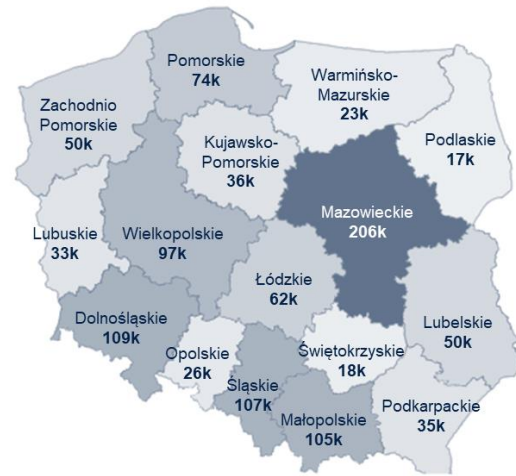 Pomorskie
74k
Warmińsko-
Mazurskie
23k
Zachodnio
Pomorskie
50k
Podlaskie
17k
Kujawsko-
Pomorskie
36k
Mazowieckie
206k
Lubuskie
33k
Wielkopolskie
97k
Łódzkie
62k
Dolnośląskie
109k
Lubelskie
50k
Opolskie
26k
Świętokrzyskie
18k
Śląskie
107k
Małopolskie
105k
Podkarpackie
35k